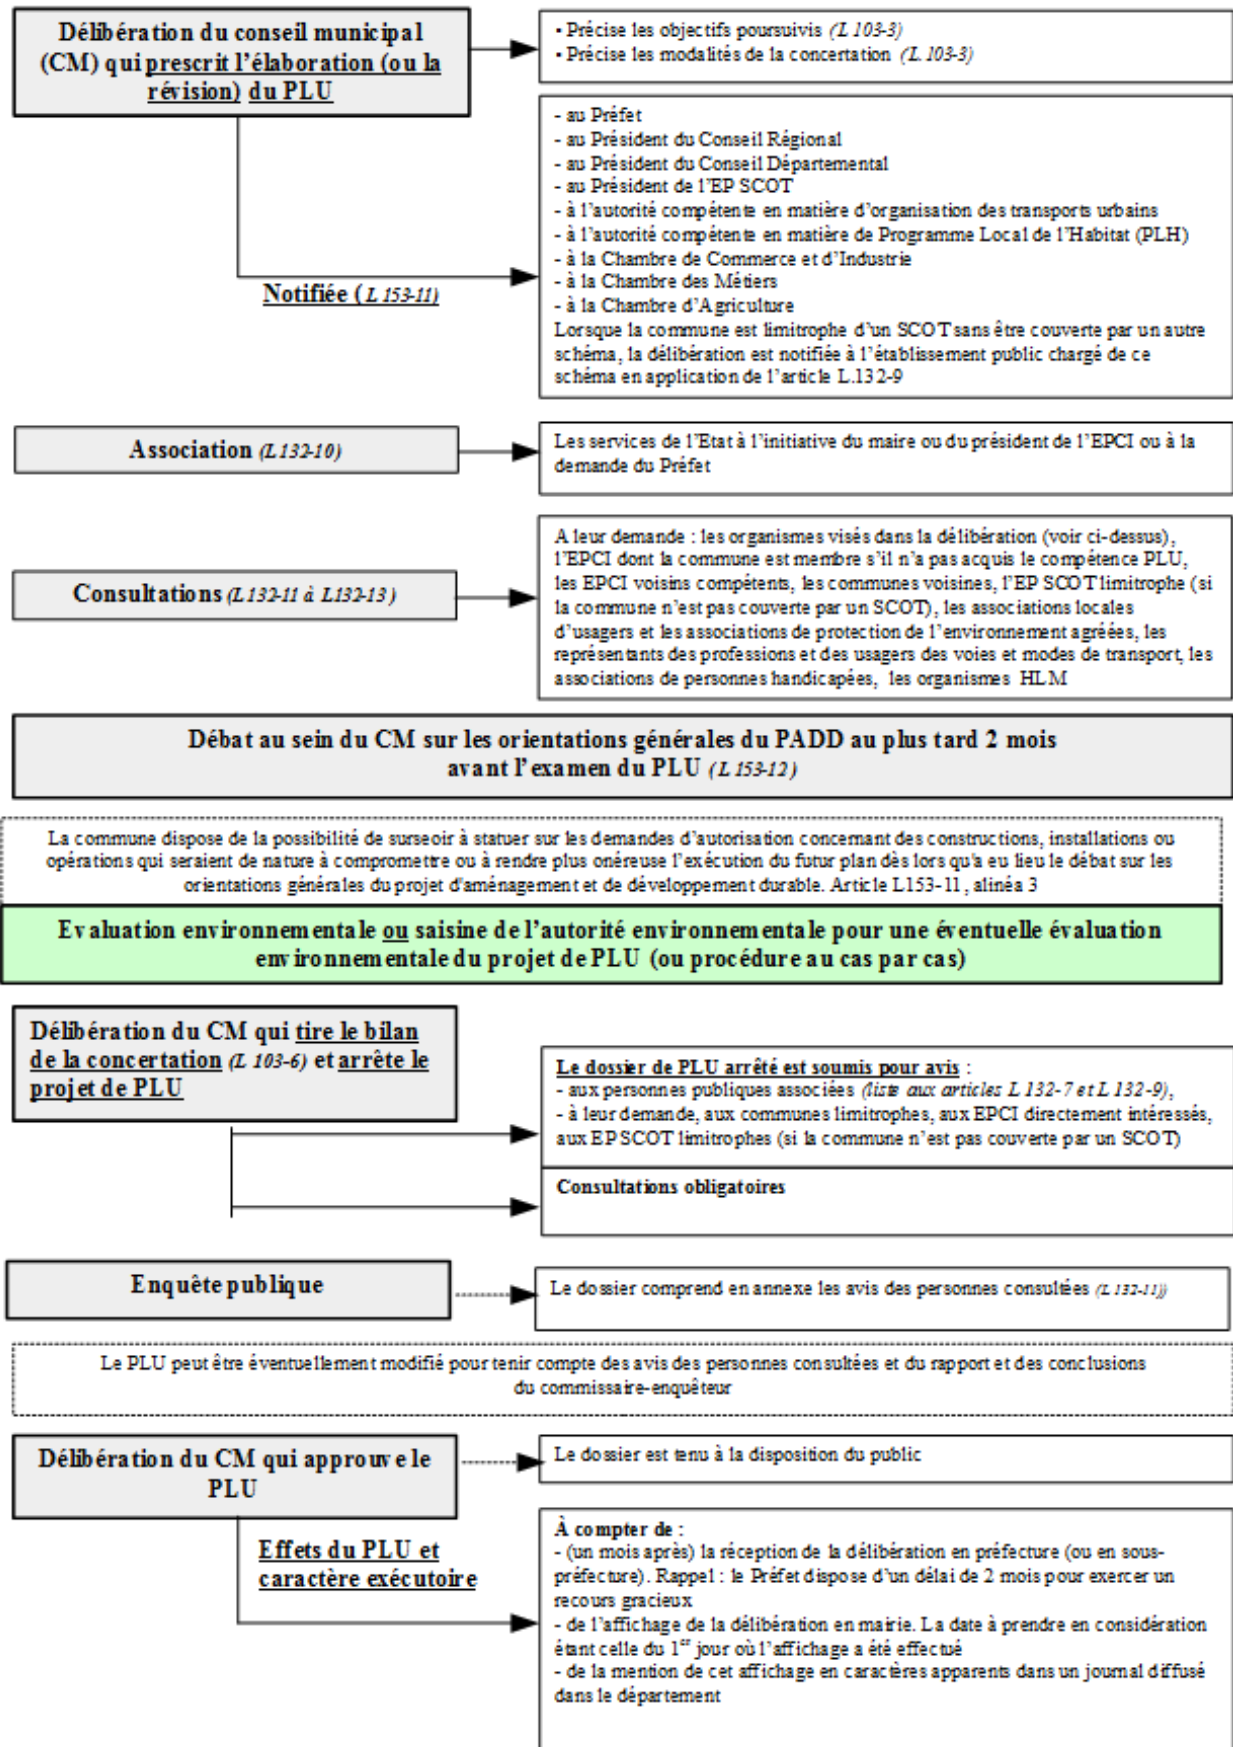 Délibération du conseil municipal
(CM) qui prescrit l'élaboration (ou la
révision) du PLU
▪ Précise les objectifs poursuivis (L 103-3)
▪ Précise les modalités de la concertation (L. 103-3)
- au Préfet
- au Président du Conseil Régional
- au Président du Conseil Départemental
- au Président de l'EP SCOT
- à l'autorité compétente en matière d'organisation des transports urbains
- à l'autorité compétente en matière de Programme Local de l'Habitat (PLH)
- à la Chambre de Commerce et d'Industrie
- à la Chambre des Métiers
- à la Chambre d'Agriculture
Lorsque la commune est limitrophe d'un SCOT sans être couverte par un autre
schéma, la délibération est notifiée à l'établissement public chargé de ce
schéma en application de l'article L.132-9
Notifiée (L 153-11)
Association (L132-10)
Les services de l'Etat à l'initiative du maire ou du président de l'EPCI ou à la
demande du Préfet
Consultations (L132-11 à L132-13)
A leur demande : les organismes visés dans la délibération (voir ci-dessus),
l'EPCI dont la commune est membre s'il n'a pas acquis le compétence PLU,
les EPCI voisins compétents, les communes voisines, l'EP SCOT limitrophe (si
la commune n'est pas couverte par un SCOT), les associations locales
d'usagers et les associations de protection de l'environnement agréées, les
représentants des professions et des usagers des voies et modes de transport, les
associations de personnes handicapées, les organismes HLM
Débat au sein du CM sur les orientations générales du PADD au plus tard 2 mois
avant l'examen du PLU (L 153-12)
La commune dispose de la possibilité de surseoir à statuer sur les demandes d'autorisation concernant des constructions, installations ou
opérations qui seraient de nature à compromettre ou à rendre plus onéreuse l'exécution du futur plan dès lors qu'a eu lieu le débat sur les
orientations générales du projet d'aménagement et de développement durable. Article L153-11, alinéa 3
Evaluation environnementale ou saisine de l'autorité environnementale pour une éventuelle évaluation
environnementale du projet de PLU (ou procédure au cas par cas)
Délibération du CM qui tire le bilan
de la concertation (L 103-6) et arrête le
projet de PLU
Le dossier de PLU arrêté est soumis pour avis :
- aux personnes publiques associées (liste aux articles L 132-7 et L 132-9),
- à leur demande, aux communes limitrophes, aux EPCI directement intéressés,
aux EP SCOT limitrophes (si la commune n'est pas couverte par un SCOT)
Consultations obligatoires
Enquête publique
Le dossier comprend en annexe les avis des personnes consultées (L 132-11))
Le PLU peut être éventuellement modifié pour tenir compte des avis des personnes consultées et du rapport et des conclusions
du commissaire-enquêteur
Délibération du CM qui approuve le
PLU
Le dossier est tenu à la disposition du public
Effets du PLU et
caractère exécutoire
À compter de :
- (un mois après) la réception de la délibération en préfecture (ou en sous-
préfecture). Rappel : le Préfet dispose d'un délai de 2 mois pour exercer un
recours gracieux
- de l'affichage de la délibération en mairie. La date à prendre en considération
étant celle du 1er jour où l'affichage a été effectué
- de la mention de cet affichage en caractères apparents dans un journal diffusé
dans le département